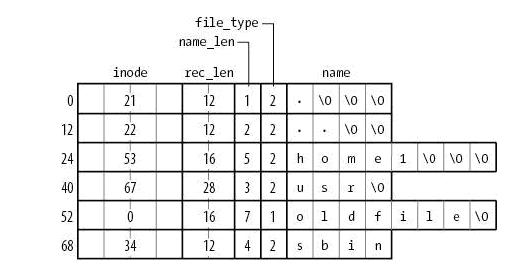 file_type
name_len
inode rec_len name
0 21 12 1 2 . \0 \0 \0
12 22 12 2 2 . . \0 \0
24 53 16 5 2 h o m e 1 \0 \0 \0
40 67 28 3 2 u s r \0
52 0 16 7 1 o l d f i l e \0
68 34 12 4 2 s b i n